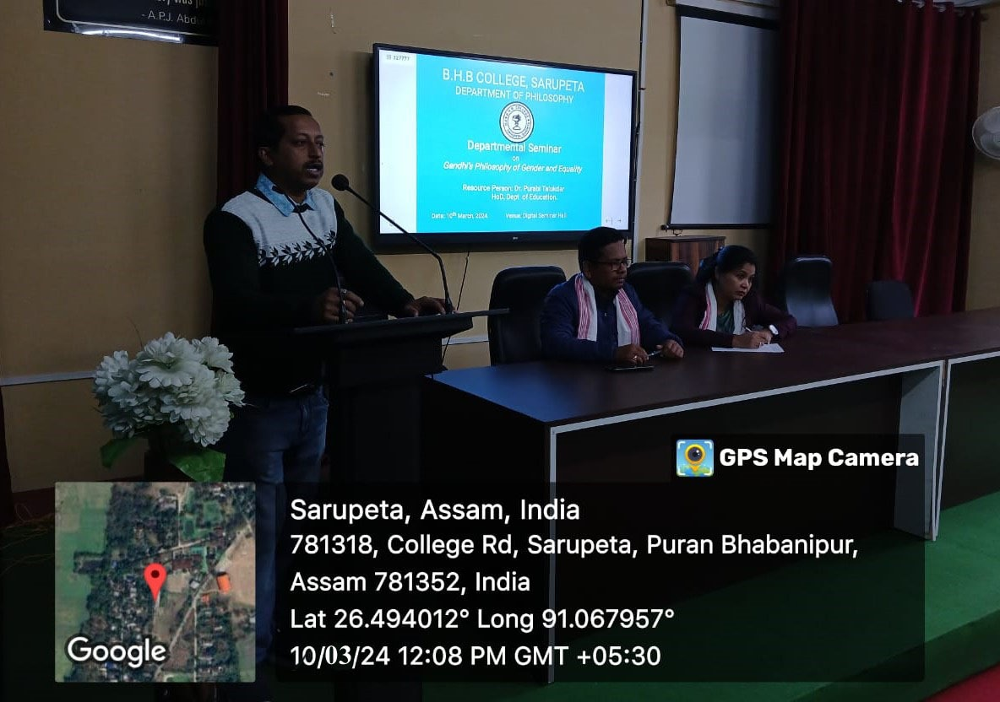 - A.P.J. Abdu
B.H.B COLLEGE, SARUPETA
DEPARTMENT OF PHILOSOPHY
Departmental Seminar
on
Gandhi's Philosophy of Gender and Equality
Resource Person: Dr. Purabi Talukdar
HoD, Dept. of Education.
Date: 10th March, 2024 Venue: Digital Seminar Hall
GPS Map Camera
Sarupeta, Assam, India
781318, College Rd, Sarupeta, Puran Bhabanipur,
Assam 781352, India
Lat 26.494012° Long 91.067957°
10/03/24 12:08 PM GMT +05:30
Google